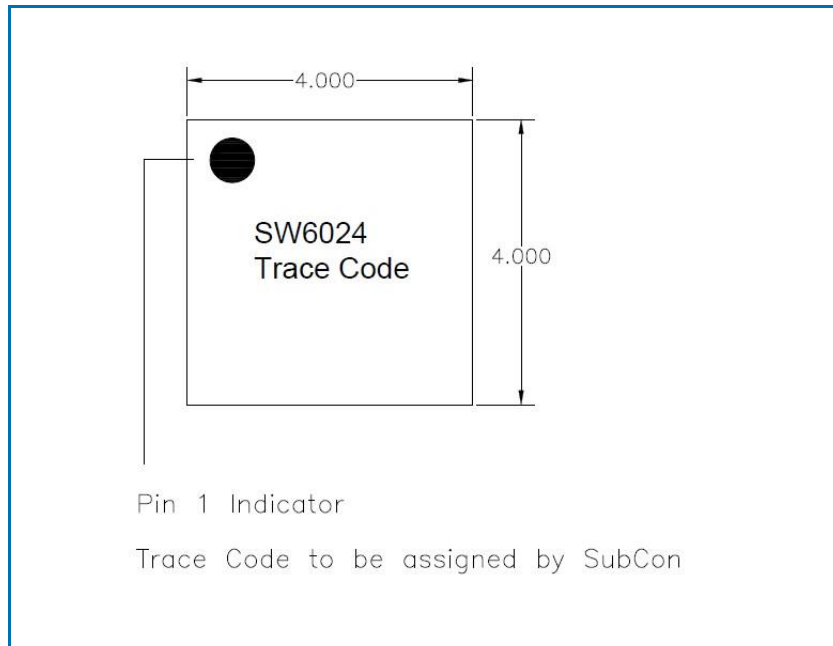 4.000
SW6024
Trace Code
4.000
Pin 1 Indicator
Trace Code to be assigned by SubCon